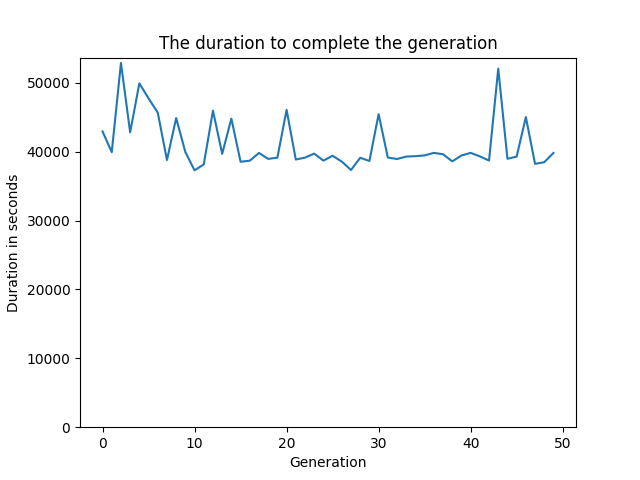 The duration to complete the generation
50000
40000
30000
20000
10000
0
Duration in seconds
0 10 20 30 40 50
Generation